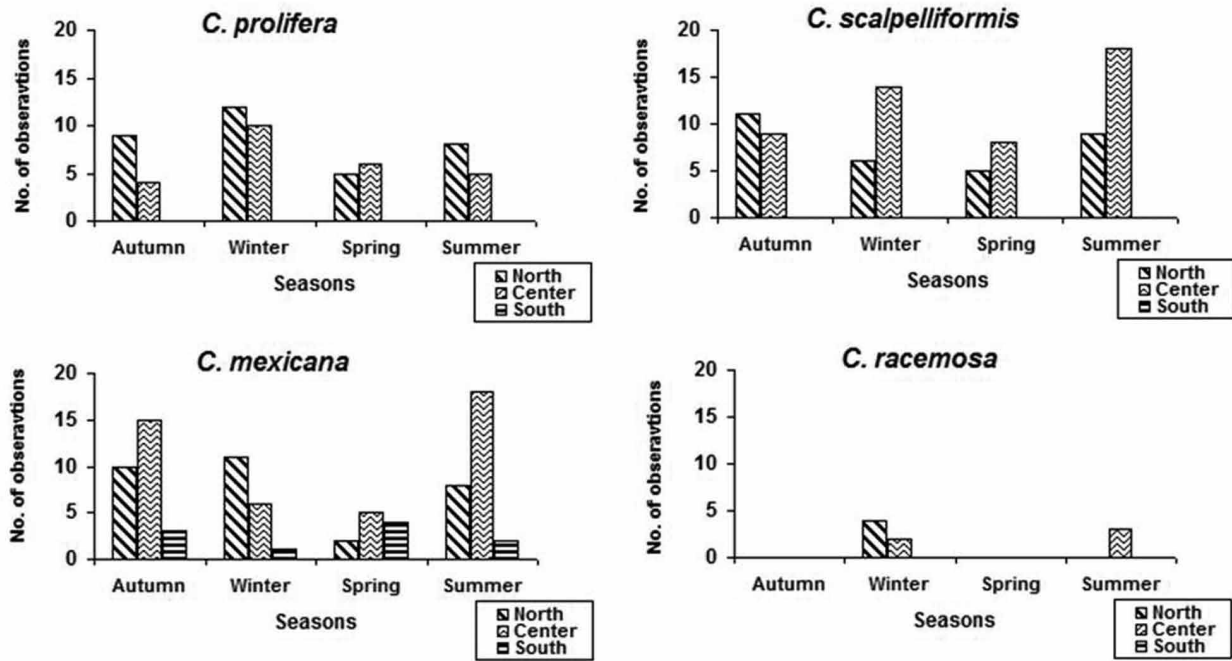 C. prolifera
No. of obseravtions
20
15
10
5
0
Autumn Winter Spring Summer
Seasons
North
Center
South
C. scalpelliformis
No. of obseravtions
20
15
10
5
0
Autumn Winter Spring Summer
Seasons
North
Center
South
C. mexicana
No. of obseravtions
20
15
10
5
0
Autumn Winter Spring Summer
Seasons
North
Center
South
C. racemosa
No. of obseravtions
20
15
10
5
0
Autumn Winter Spring Summer
Seasons
North
Center
South